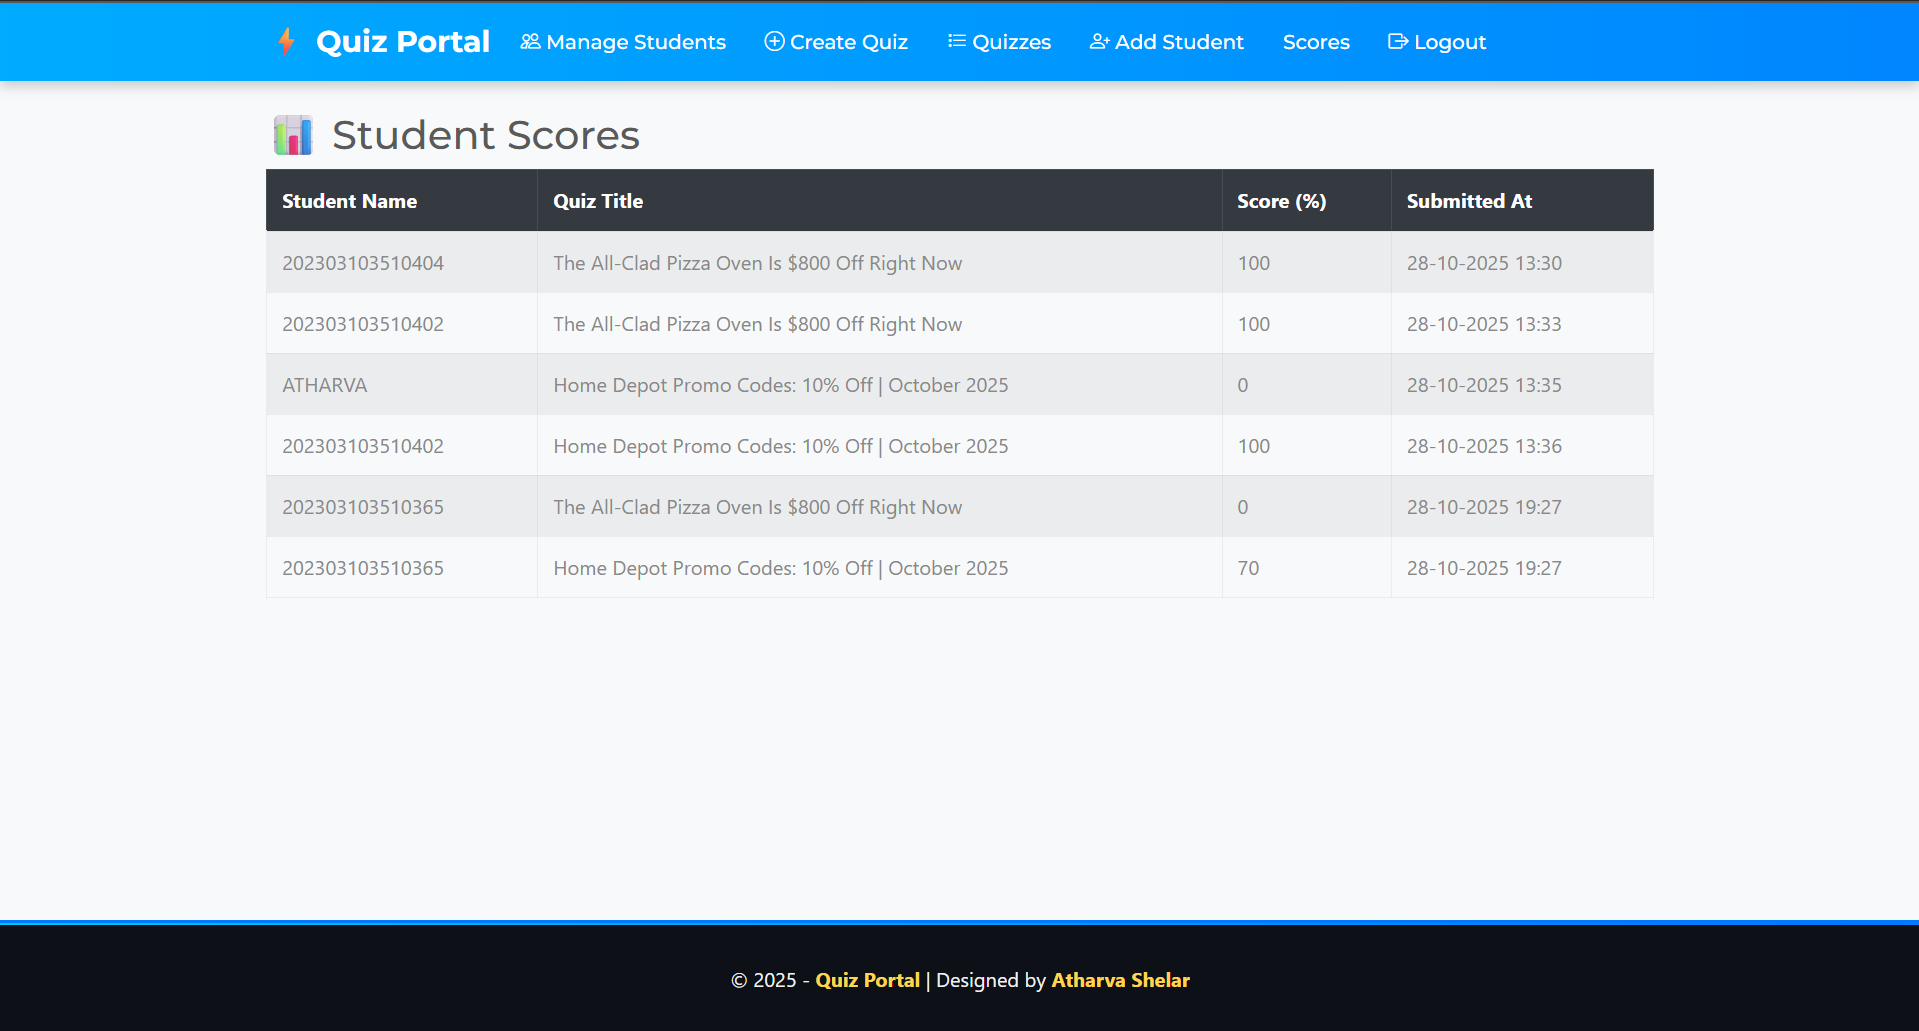 Quiz Portal Manage Students Create Quiz Quizzes Add Student Scores Logout
Student Scores
Student Name Quiz Title Score (%) Submitted At
202303103510404 The All-Clad Pizza Oven Is $800 Off Right Now 100 28-10-2025 13:30
202303103510402 The All-Clad Pizza Oven Is $800 Off Right Now 100 28-10-2025 13:33
ATHARVA Home Depot Promo Codes: 10% Off | October 2025 0 28-10-2025 13:35
202303103510402 Home Depot Promo Codes: 10% Off | October 2025 100 28-10-2025 13:36
202303103510365 The All-Clad Pizza Oven Is $800 Off Right Now 0 28-10-2025 19:27
202303103510365 Home Depot Promo Codes: 10% Off | October 2025 70 28-10-2025 19:27
© 2025 - Quiz Portal | Designed by Atharva Shelar